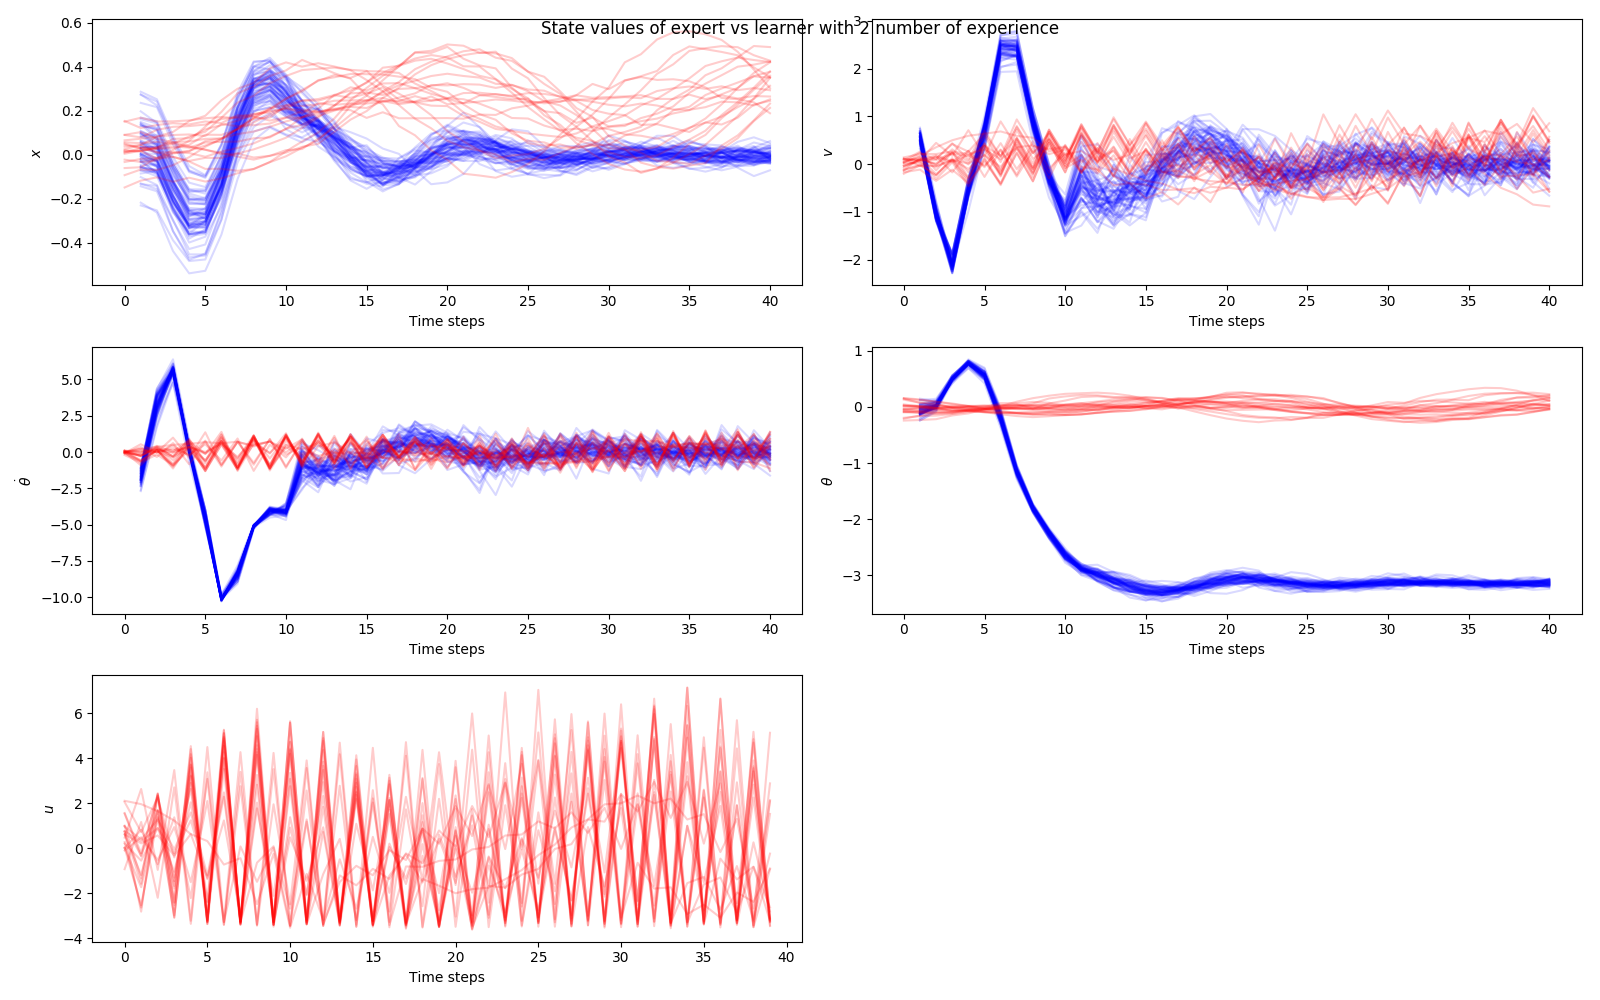 State values of expert vs learner with 2 number of experience
0.6
0.4
0.2
0.0
−0.2
−0.4
x
0 5 10 15 20 25 30 35 40
Time steps
3
2
1
0
−1
−2
v
0 5 10 15 20 25 30 35 40
Time steps
5.0
2.5
0.0
−2.5
−5.0
−7.5
−10.0
θ̇
0 5 10 15 20 25 30 35 40
Time steps
1
0
−1
−2
−3
θ
0 5 10 15 20 25 30 35 40
Time steps
6
4
2
0
−2
−4
u
0 5 10 15 20 25 30 35 40
Time steps